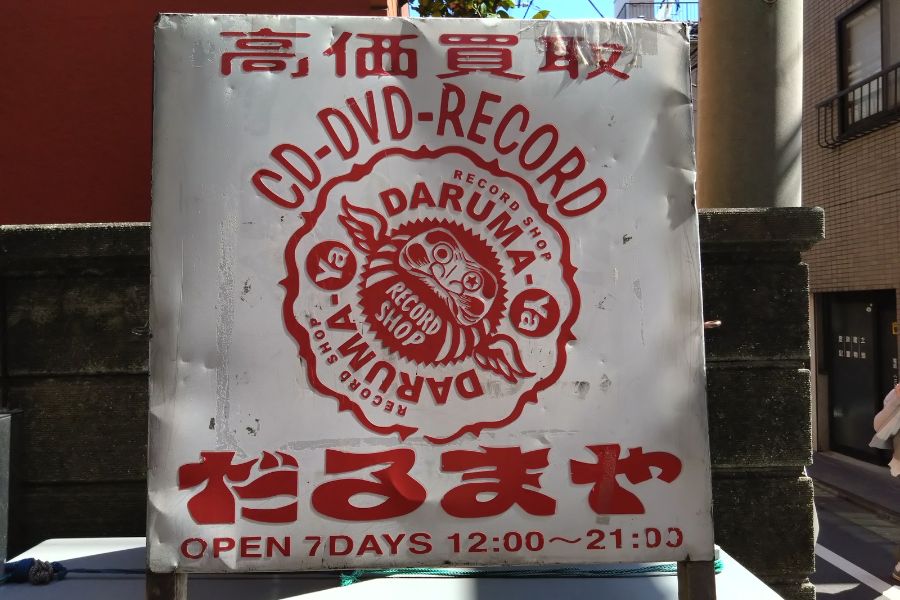 高価買取
CD-DVD-RECORD
RECORD SHOP
DARUMA-Ya
RECORD SHOP
DARUMA-Ya
RECORD SHOP
だるまや
OPEN 7DAYS 12:00〜21:00